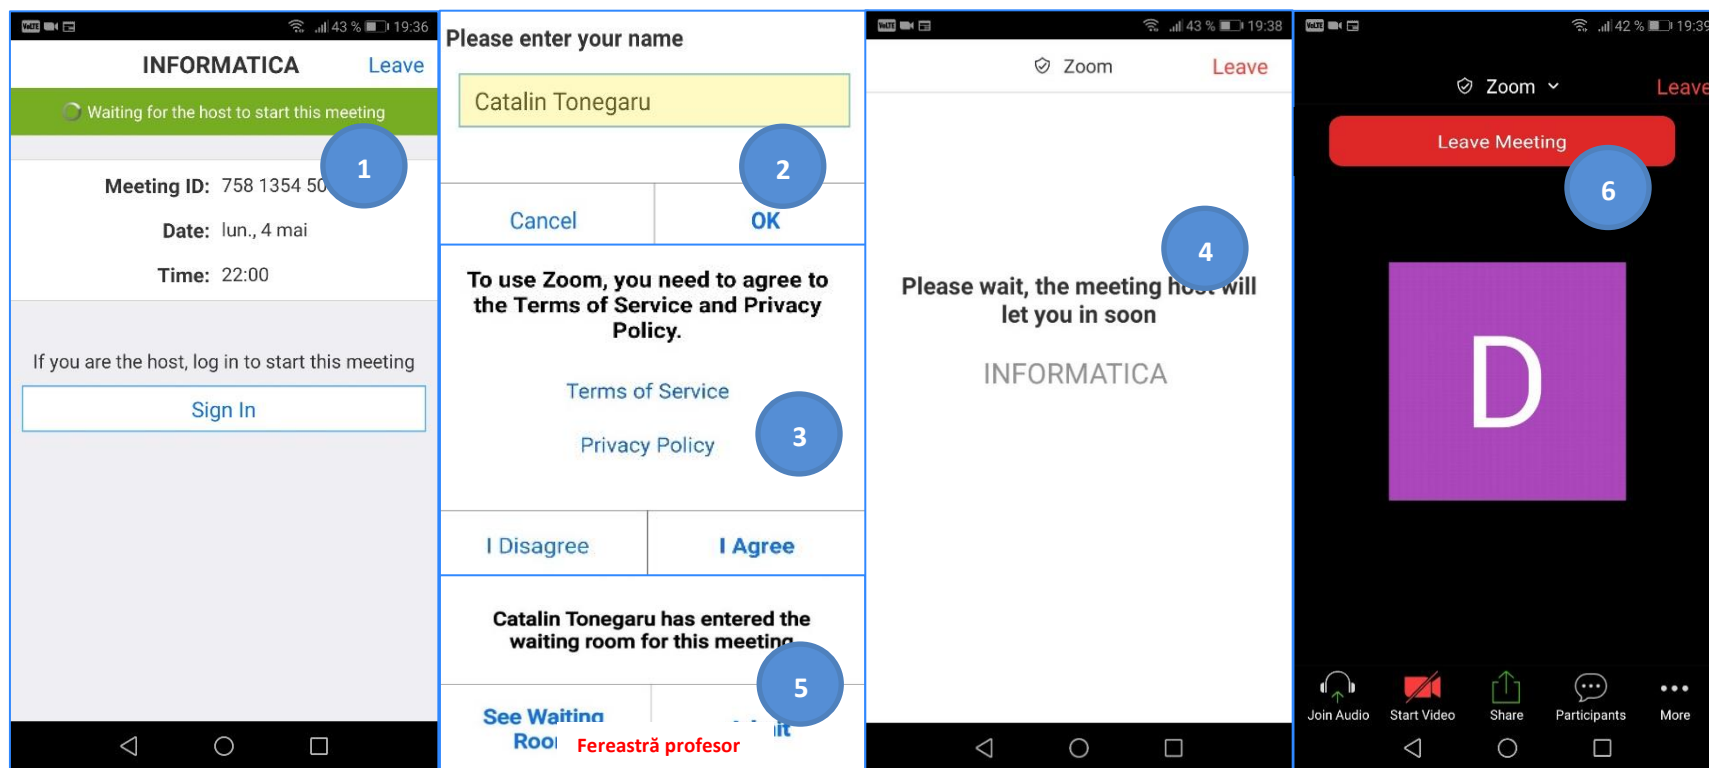 VoLTE 43 % 19:36
INFORMATICA Leave
Waiting for the host to start this meeting
1
Meeting ID: 758 1354 50
Date: lun., 4 mai
Time: 22:00
If you are the host, log in to start this meeting
Sign In
Please enter your name
Catalin Tonegaru
2
Cancel OK
To use Zoom, you need to agree to
the Terms of Service and Privacy
Policy.
Terms of Service
3
Privacy Policy
I Disagree I Agree
Catalin Tonegaru has entered the
waiting room for this meeting
5
See Waiting
Fereastră profesor
VoLTE 43 % 19:38
Zoom Leave
4
Please wait, the meeting host will
let you in soon
INFORMATICA
VoLTE 42 % 19:39
Zoom Leave
Leave Meeting
6
D
Join Audio Start Video Share Participants More